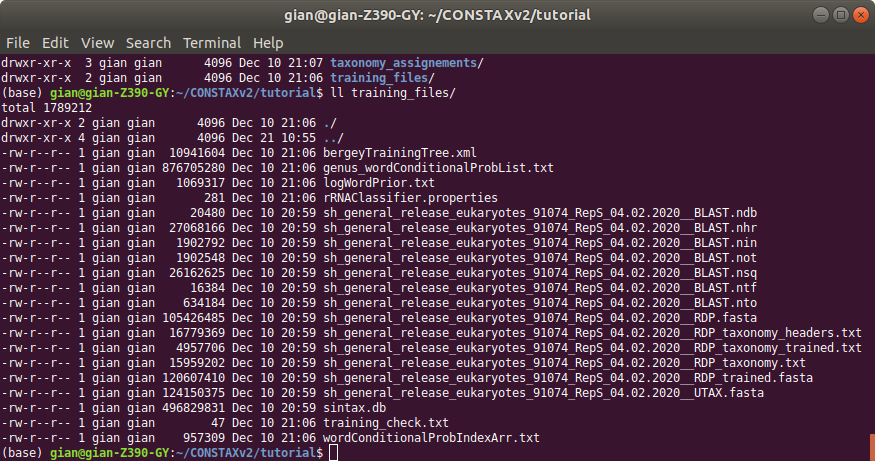 gian@gian-Z390-GY: ~/CONSTAXv2/tutorial
File Edit View Search Terminal Help
drwxr-xr-x  3 gian gian      4096 Dec 10 21:07 taxonomy_assignements/
drwxr-xr-x  2 gian gian      4096 Dec 10 21:06 training_files/
(base) gian@gian-Z390-GY:~/CONSTAXv2/tutorial$ ll training_files/
total 1789212
drwxr-xr-x 2 gian gian      4096 Dec 10 21:06 ./
drwxr-xr-x 4 gian gian      4096 Dec 21 10:55 ../
-rw-r--r-- 1 gian gian  10941604 Dec 10 21:06 bergeyTrainingTree.xml
-rw-r--r-- 1 gian gian 876705280 Dec 10 21:06 genus_wordConditionalProbList.txt
-rw-r--r-- 1 gian gian   1069317 Dec 10 21:06 logWordPrior.txt
-rw-r--r-- 1 gian gian       281 Dec 10 21:06 rRNAClassifier.properties
-rw-r--r-- 1 gian gian     20480 Dec 10 20:59 sh_general_release_eukaryotes_91074_RepS_04.02.2020__BLAST.ndb
-rw-r--r-- 1 gian gian  27068166 Dec 10 20:59 sh_general_release_eukaryotes_91074_RepS_04.02.2020__BLAST.nhr
-rw-r--r-- 1 gian gian   1902792 Dec 10 20:59 sh_general_release_eukaryotes_91074_RepS_04.02.2020__BLAST.nin
-rw-r--r-- 1 gian gian   1902548 Dec 10 20:59 sh_general_release_eukaryotes_91074_RepS_04.02.2020__BLAST.not
-rw-r--r-- 1 gian gian  26162625 Dec 10 20:59 sh_general_release_eukaryotes_91074_RepS_04.02.2020__BLAST.nsq
-rw-r--r-- 1 gian gian     16384 Dec 10 20:59 sh_general_release_eukaryotes_91074_RepS_04.02.2020__BLAST.ntf
-rw-r--r-- 1 gian gian    634184 Dec 10 20:59 sh_general_release_eukaryotes_91074_RepS_04.02.2020__BLAST.nto
-rw-r--r-- 1 gian gian 105426485 Dec 10 20:59 sh_general_release_eukaryotes_91074_RepS_04.02.2020__RDP.fasta
-rw-r--r-- 1 gian gian  16779369 Dec 10 20:59 sh_general_release_eukaryotes_91074_RepS_04.02.2020__RDP_taxonomy_headers.txt
-rw-r--r-- 1 gian gian   4957706 Dec 10 20:59 sh_general_release_eukaryotes_91074_RepS_04.02.2020__RDP_taxonomy_trained.txt
-rw-r--r-- 1 gian gian  15959202 Dec 10 20:59 sh_general_release_eukaryotes_91074_RepS_04.02.2020__RDP_taxonomy.txt
-rw-r--r-- 1 gian gian 120607410 Dec 10 20:59 sh_general_release_eukaryotes_91074_RepS_04.02.2020__RDP_trained.fasta
-rw-r--r-- 1 gian gian 124150375 Dec 10 20:59 sh_general_release_eukaryotes_91074_RepS_04.02.2020__UTAX.fasta
-rw-r--r-- 1 gian gian 496829831 Dec 10 20:59 sintax.db
-rw-r--r-- 1 gian gian        47 Dec 10 21:06 training_check.txt
-rw-r--r-- 1 gian gian    957309 Dec 10 21:06 wordConditionalProbIndexArr.txt
(base) gian@gian-Z390-GY:~/CONSTAXv2/tutorial$